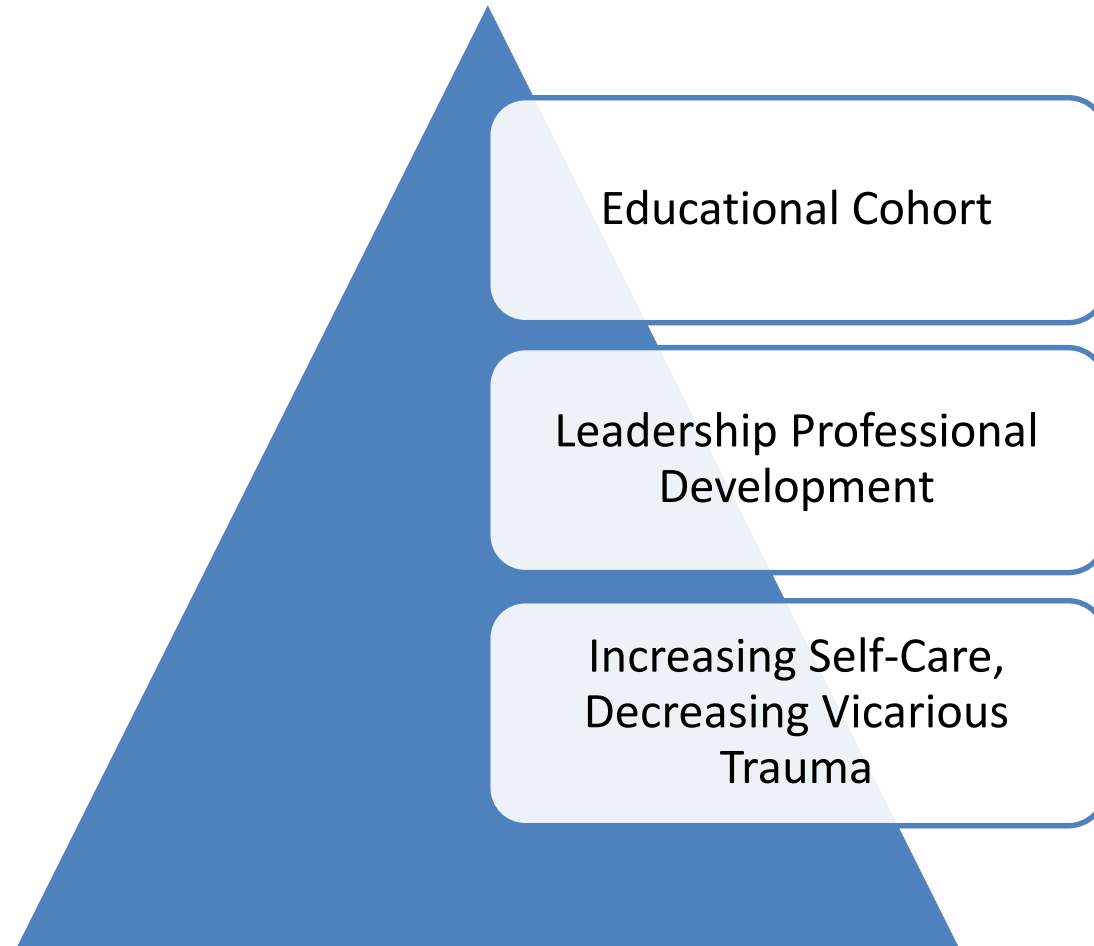 Educational Cohort
Leadership Professional
Development
Increasing Self-Care,
Decreasing Vicarious
Trauma